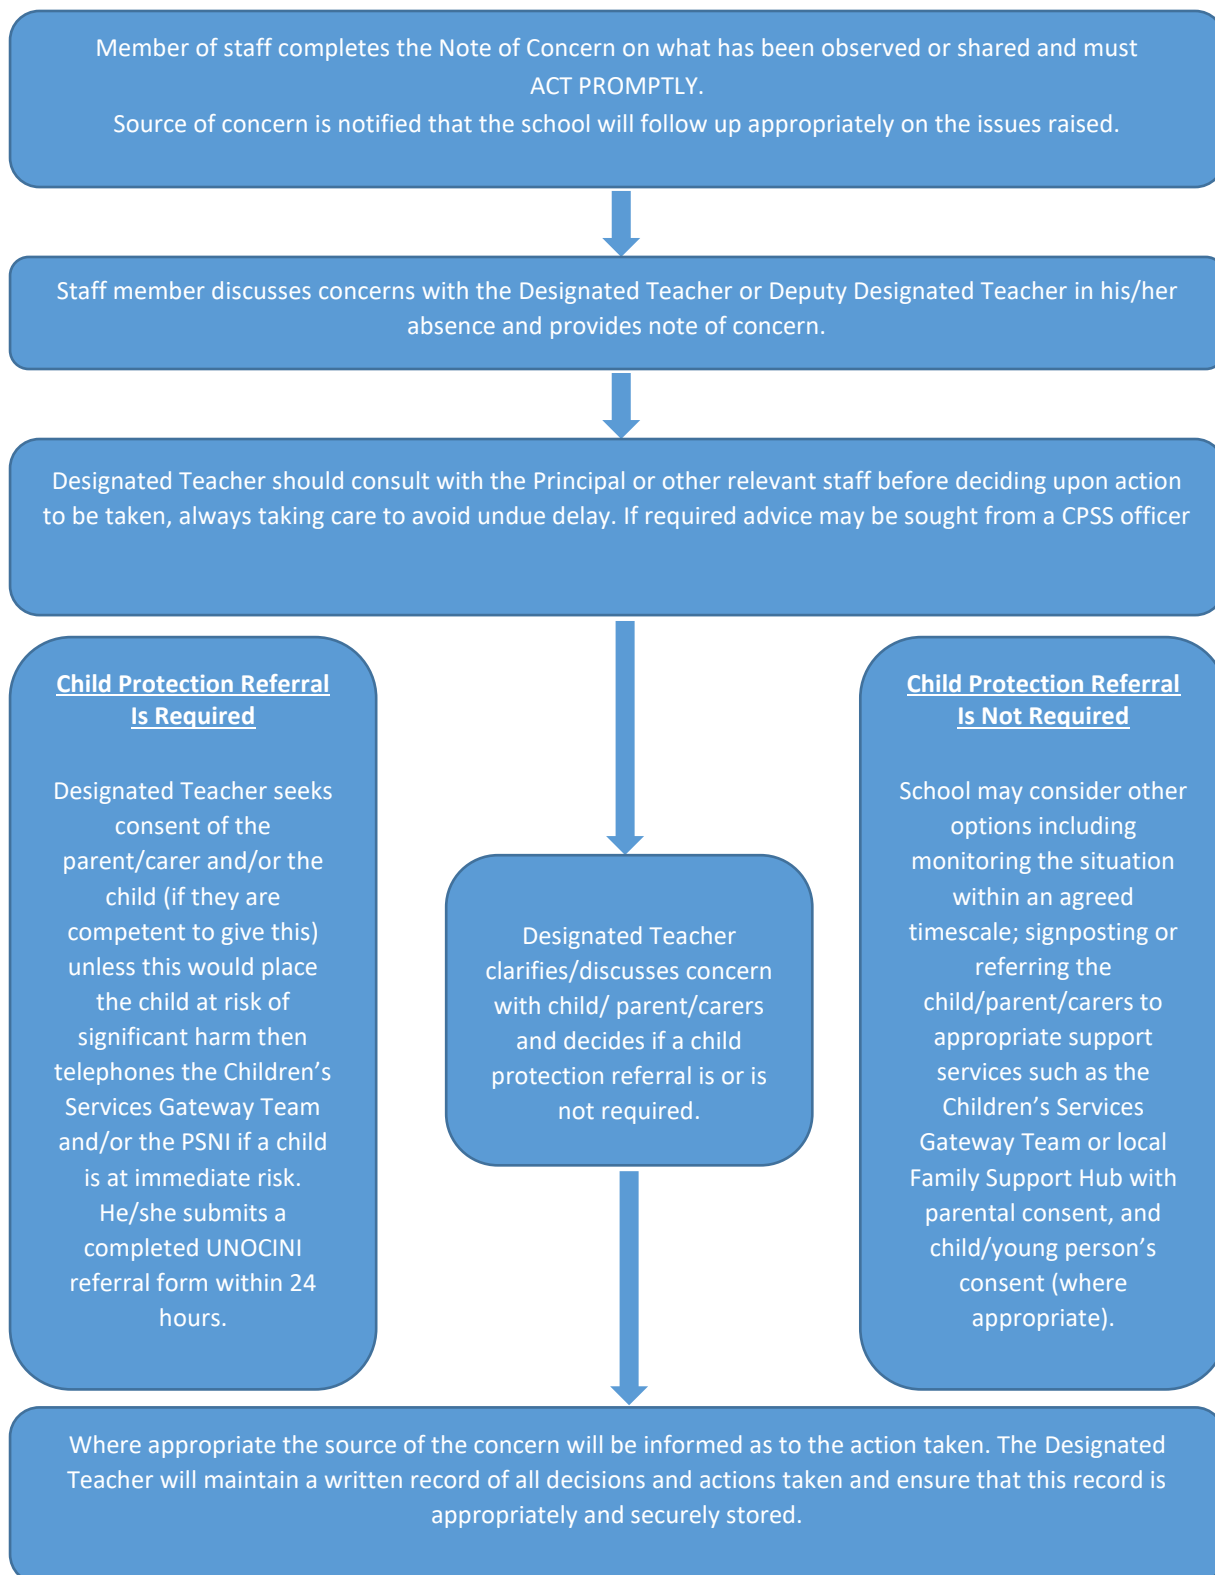 Member of staff completes the Note of Concern on what has been observed or shared and must
ACT PROMPTLY.
Source of concern is notified that the school will follow up appropriately on the issues raised.
Staff member discusses concerns with the Designated Teacher or Deputy Designated Teacher in his/her
absence and provides note of concern.
Designated Teacher should consult with the Principal or other relevant staff before deciding upon action
to be taken, always taking care to avoid undue delay. If required advice may be sought from a CPSS officer
Child Protection Referral
Is Required
Designated Teacher seeks
consent of the
parent/carer and/or the
child (if they are
competent to give this)
unless this would place
the child at risk of
significant harm then
telephones the Children’s
Services Gateway Team
and/or the PSNI if a child
is at immediate risk.
He/she submits a
completed UNOCINI
referral form within 24
hours.
Designated Teacher
clarifies/discusses concern
with child/ parent/carers
and decides if a child
protection referral is or is
not required.
Child Protection Referral
Is Not Required
School may consider other
options including
monitoring the situation
within an agreed
timescale; signposting or
referring the
child/parent/carers to
appropriate support
services such as the
Children’s Services
Gateway Team or local
Family Support Hub with
parental consent, and
child/young person’s
consent (where
appropriate).
Where appropriate the source of the concern will be informed as to the action taken. The Designated
Teacher will maintain a written record of all decisions and actions taken and ensure that this record is
appropriately and securely stored.